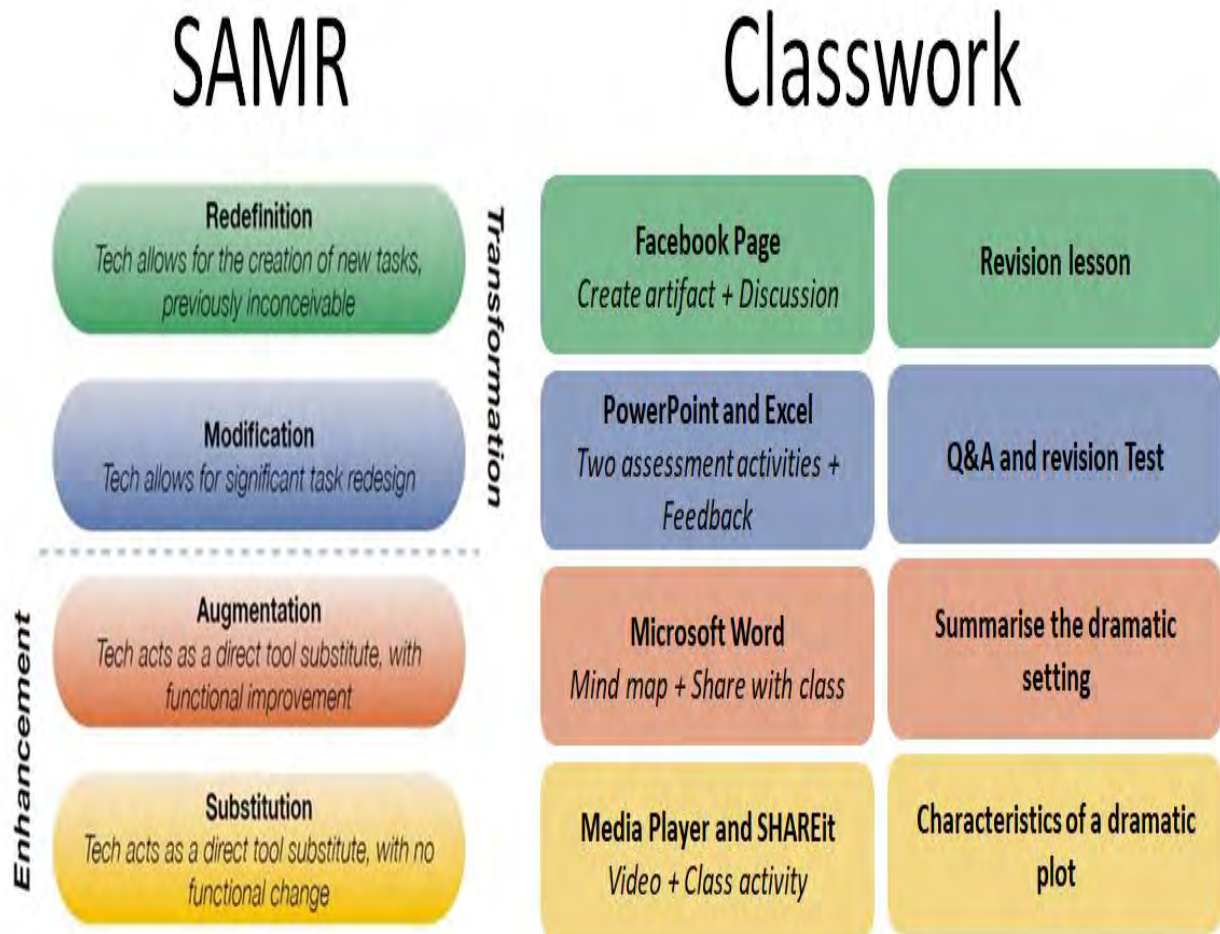 SAMR
Classwork
Redefinition
Tech allows for the creation of new tasks,
previously inconceivable
Modification
Tech allows for significant task redesign
Augmentation
Tech acts as a direct tool substitute, with
functional improvement
Substitution
Tech acts as a direct tool substitute, with no
functional change
Transformation
Enhancement
Facebook Page
Create artifact + Discussion
Revision lesson
PowerPoint and Excel
Two assessment activities +
Feedback
Q&A and revision Test
Microsoft Word
Mind map + Share with class
Summarise the dramatic
setting
Media Player and SHAREit
Video + Class activity
Characteristics of a dramatic
plot